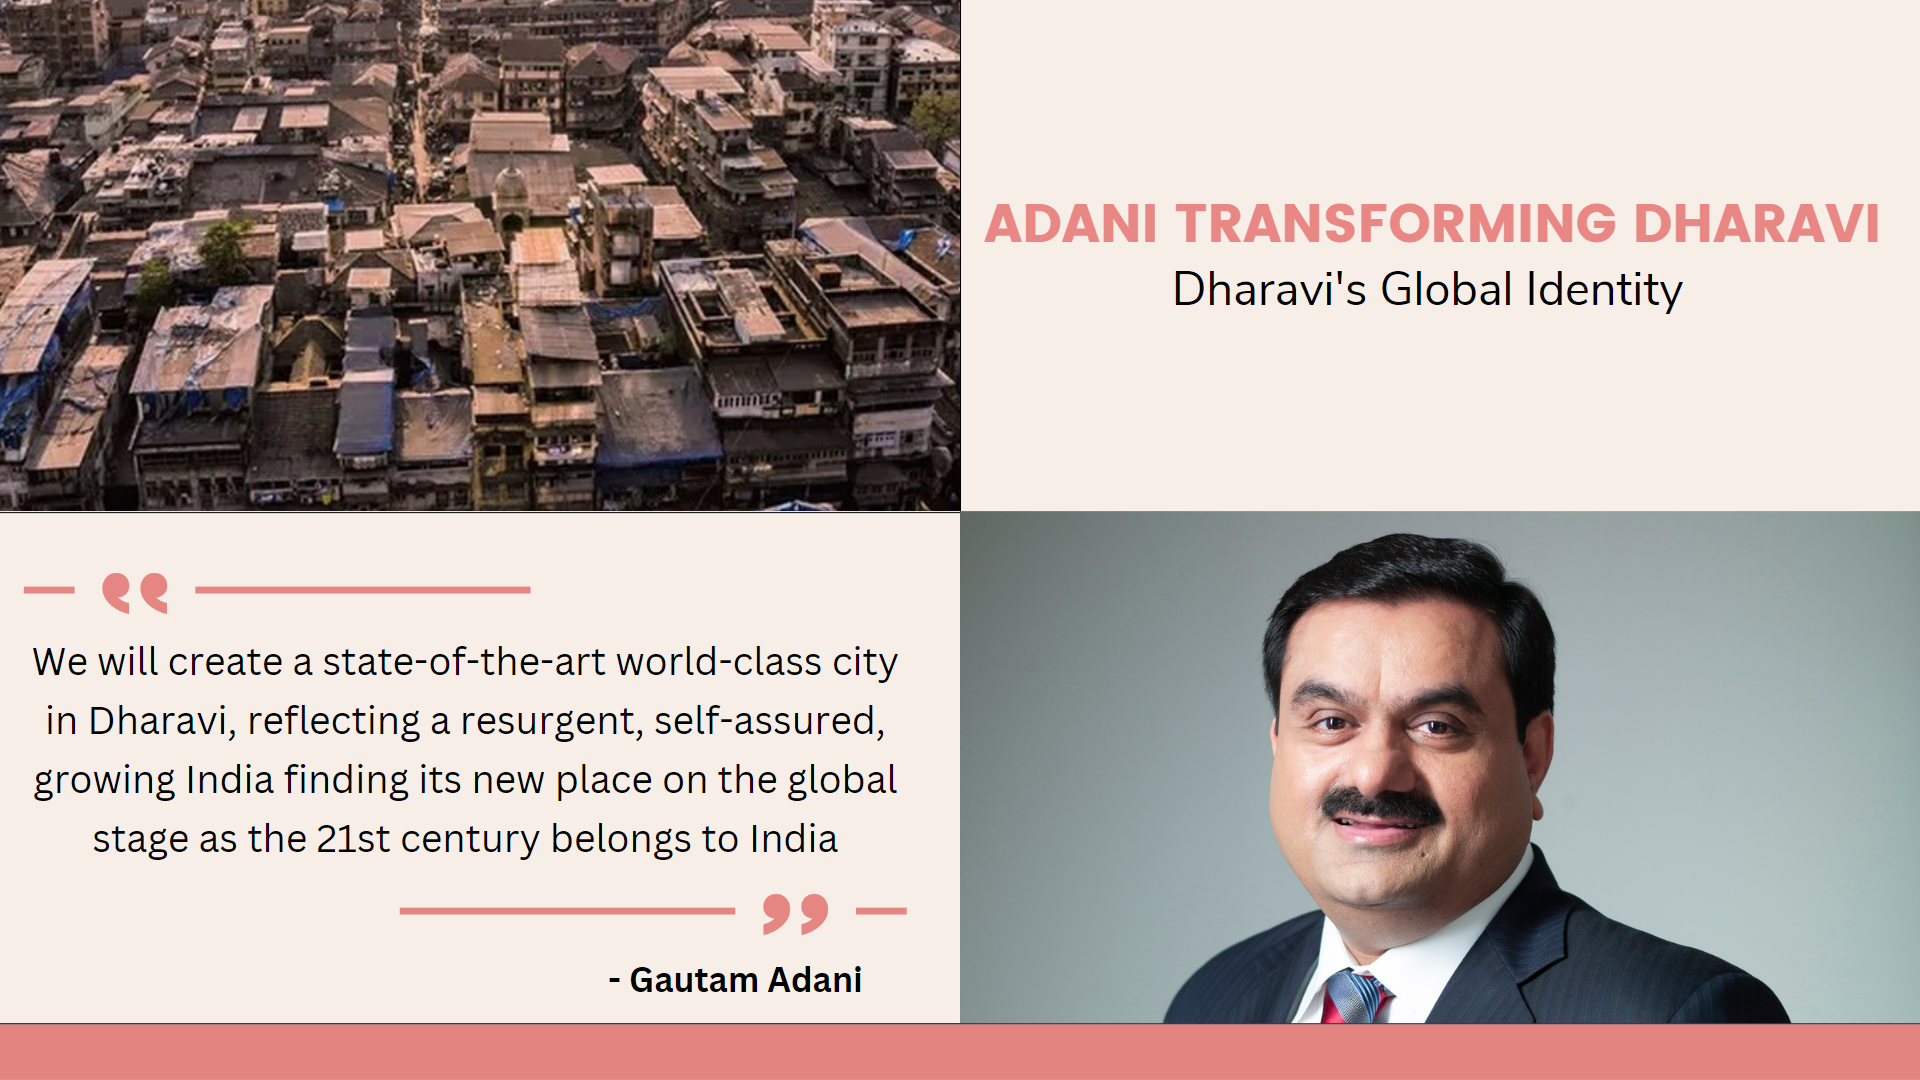 ADANI TRANSFORMING DHARAVI
Dharavi's Global Identity
“
We will create a state-of-the-art world-class city
in Dharavi, reflecting a resurgent, self-assured,
growing India finding its new place on the global
stage as the 21st century belongs to India
”
- Gautam Adani